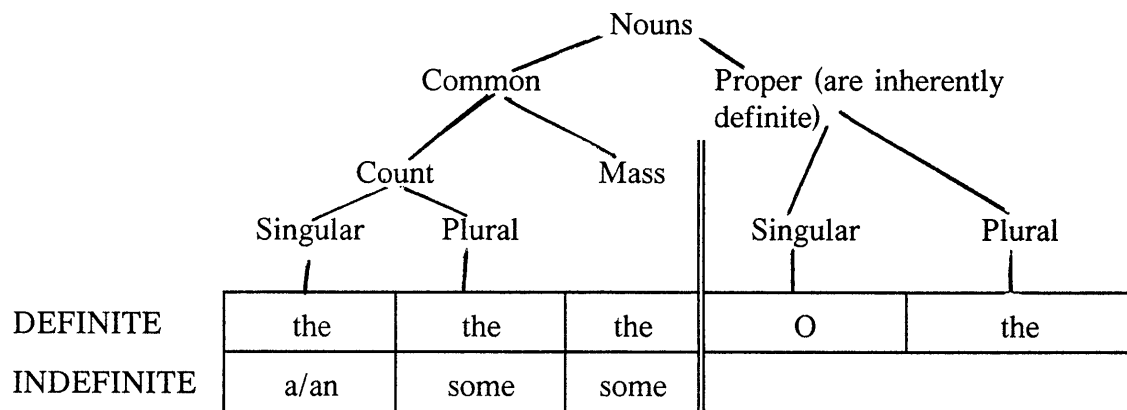 Nouns
Common
Proper (are inherently
definite)
Count
Mass
Singular
Plural
Singular
Plural
DEFINITE the the the O the
INDEFINITE a/an some some